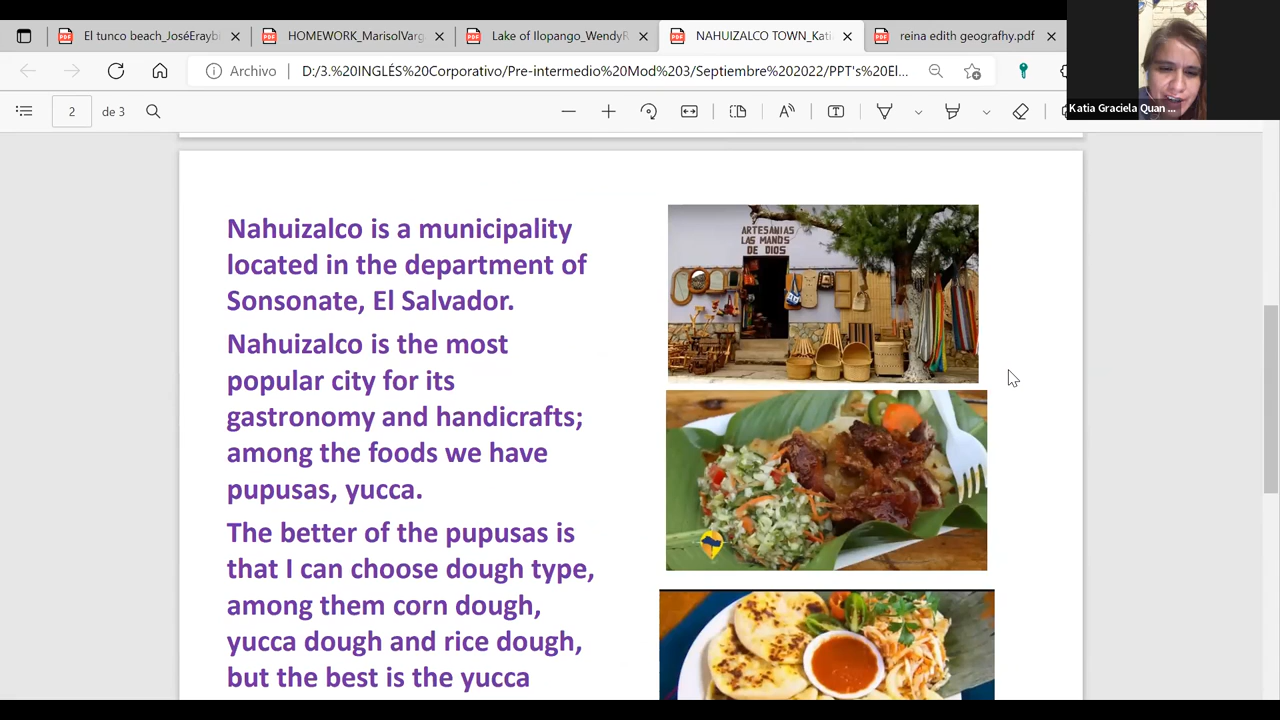 El tunco beach_JoséEraybi
HOMEWORK_MarisolVarg
Lake of Ilopango_WendyR
NAHUIZALCO TOWN_Kati
reina edith geografhy.pdf
Archivo
D:/3.%20INGLÉS%20Corporativo/Pre-intermedio%20Mod%203/Septiembre%202022/PPT's%20El...
Katia Graciela Quan ...
2 de 3
Nahuizalco is a municipality
located in the department of
Sonsonate, El Salvador.
Nahuizalco is the most
popular city for its
gastronomy and handicrafts;
among the foods we have
pupusas, yucca.
The better of the pupusas is
that I can choose dough type,
among them corn dough,
yucca dough and rice dough,
but the best is the yucca
ARTESANIAS
LAS MANOS
DE DIOS